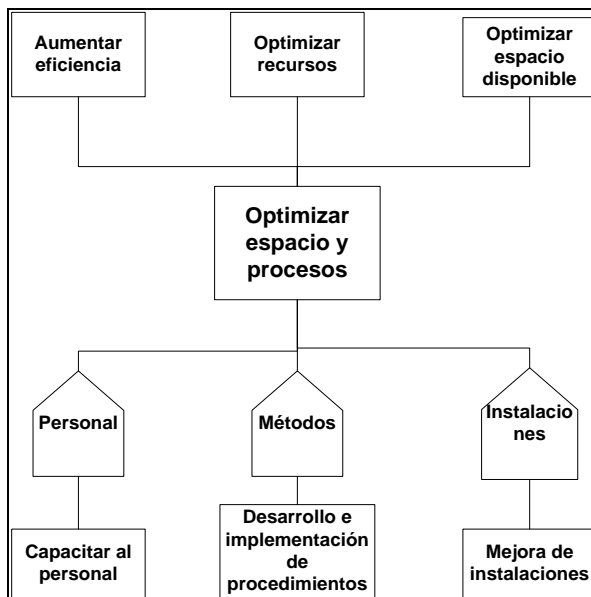 Aumentar
eficiencia
Optimizar
recursos
Optimizar
espacio
disponible
Optimizar
espacio y
procesos
Personal
Métodos
Instalacio
nes
Capacitar al
personal
Desarrollo e
implementación
de
procedimientos
Mejora de
instalaciones